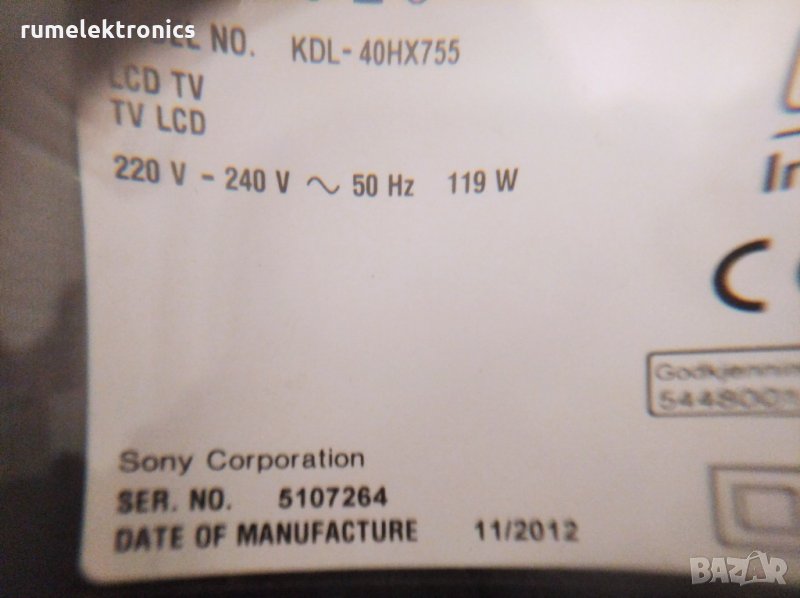 rumelektronics
NO. KDL-40HX755
LCD TV
TV LCD
220 V - 240 V ~ 50 Hz 119 W
Sony Corporation
SER. NO. 5107264
DATE OF MANUFACTURE 11/2012
BAZAR